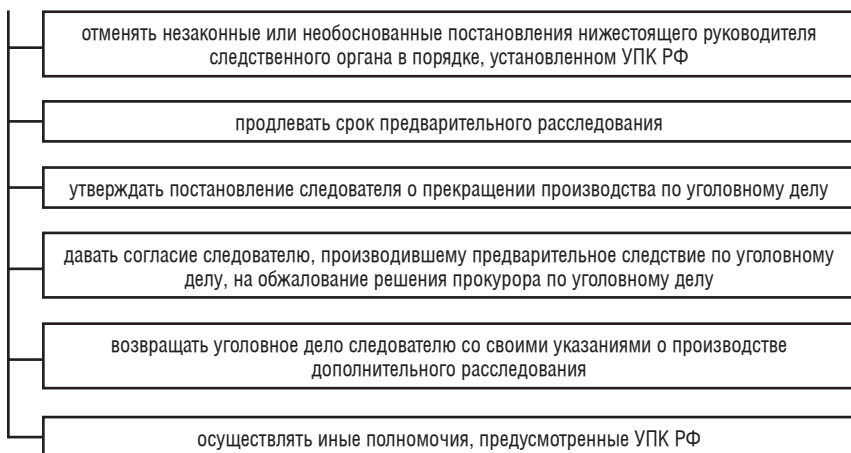 отменять незаконные или необоснованные постановления нижестоящего руководителя
следственного органа в порядке, установленном УПК РФ
продлевать срок предварительного расследования
утверждать постановление следователя о прекращении производства по уголовному делу
давать согласие следователю, производившему предварительное следствие по уголовному
делу, на обжалование решения прокурора по уголовному делу
возвращать уголовное дело следователю со своими указаниями о производстве
дополнительного расследования
осуществлять иные полномочия, предусмотренные УПК РФ